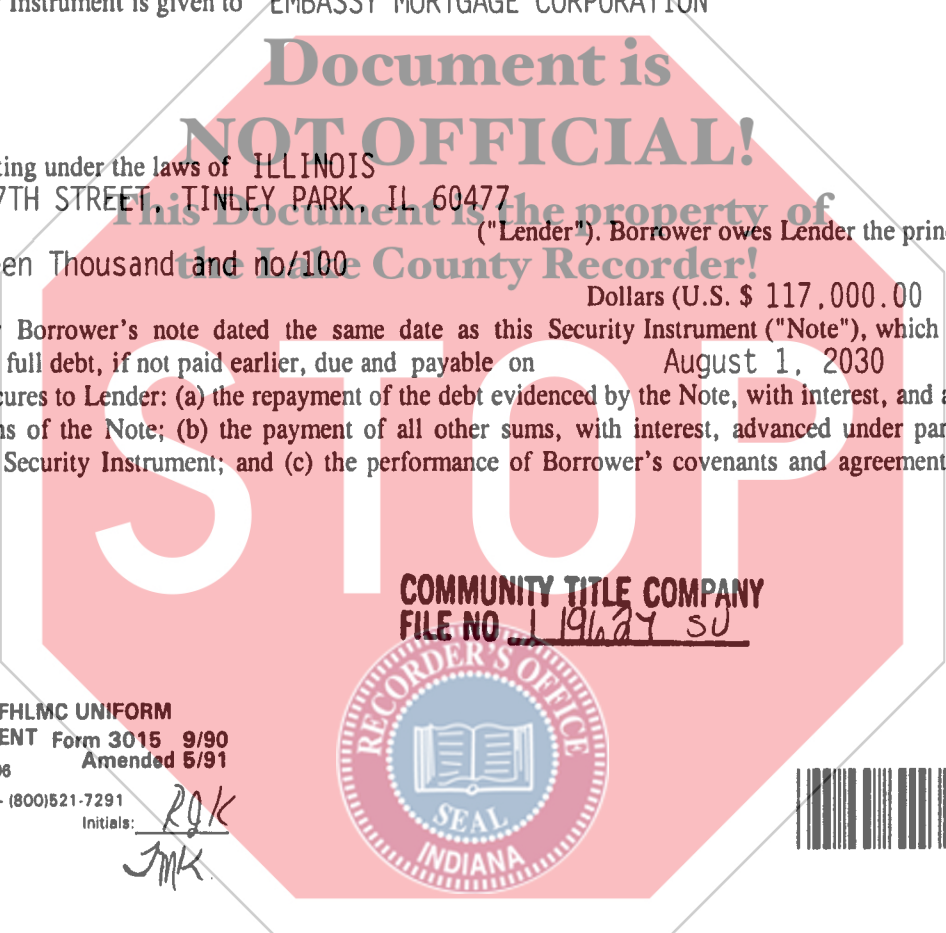 Instrument is given to EMBASSY MORTGAGE CORPORATION
Document is
NOT OFFICIAL!
ting under the laws of ILLINOIS
7TH STREET, TINLEY PARK, IL 60477
This Document is the property of
("Lender"). Borrower owes Lender the princ
en Thousand and no/100
the Lake County Recorder!
Dollars (U.S. $ 117,000.00
Borrower's note dated the same date as this Security Instrument ("Note"), which
full debt, if not paid earlier, due and payable on August 1, 2030
cures to Lender: (a) the repayment of the debt evidenced by the Note, with interest, and a
ns of the Note; (b) the payment of all other sums, with interest, advanced under par
Security Instrument; and (c) the performance of Borrower's covenants and agreement
STOP
COMMUNITY TITLE COMPANY
FILE NO
RECORDER'S OFFICE
SEAL
INDIANA
FHLMC UNIFORM
ENT Form 3015 9/90
Amended 5/91
- (800)521-7291
Initials: RJK
JMK.